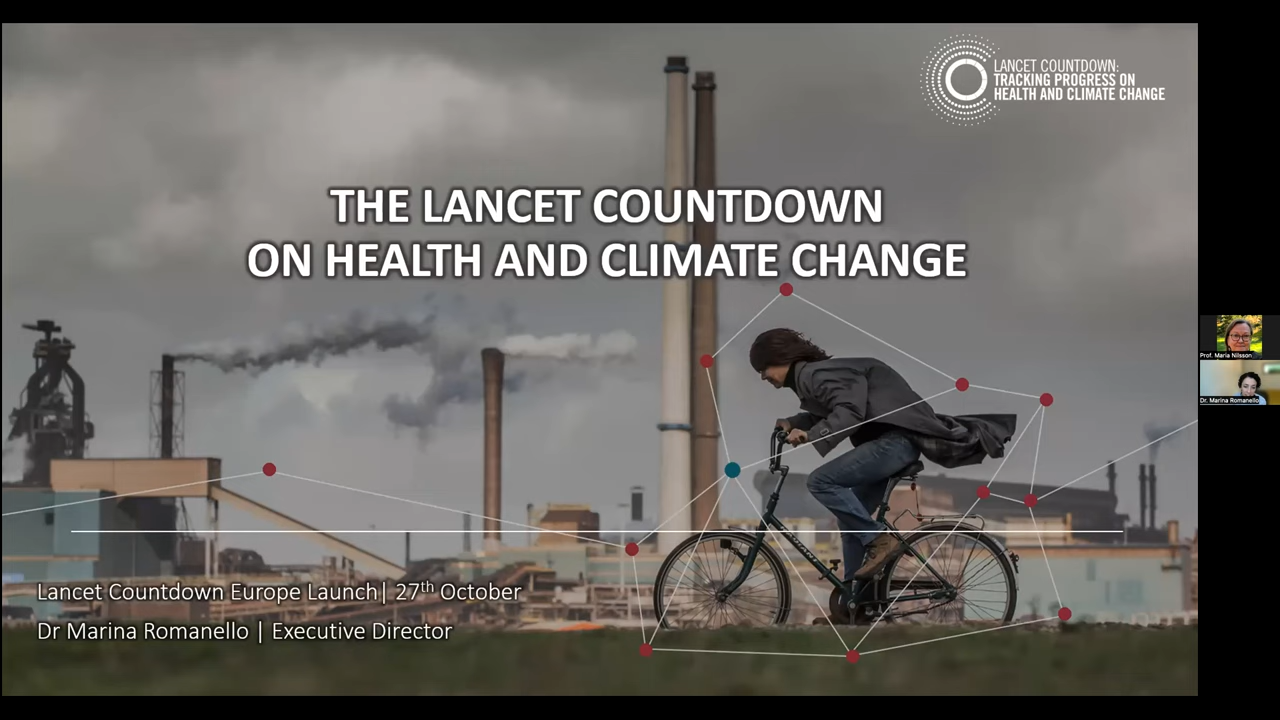 LANCET COUNTDOWN:
TRACKING PROGRESS ON
HEALTH AND CLIMATE CHANGE
THE LANCET COUNTDOWN
ON HEALTH AND CLIMATE CHANGE
Lancet Countdown Europe Launch| 27th October
Dr Marina Romanello | Executive Director
Prof. Maria Nilsson
Dr. Marina Romanello